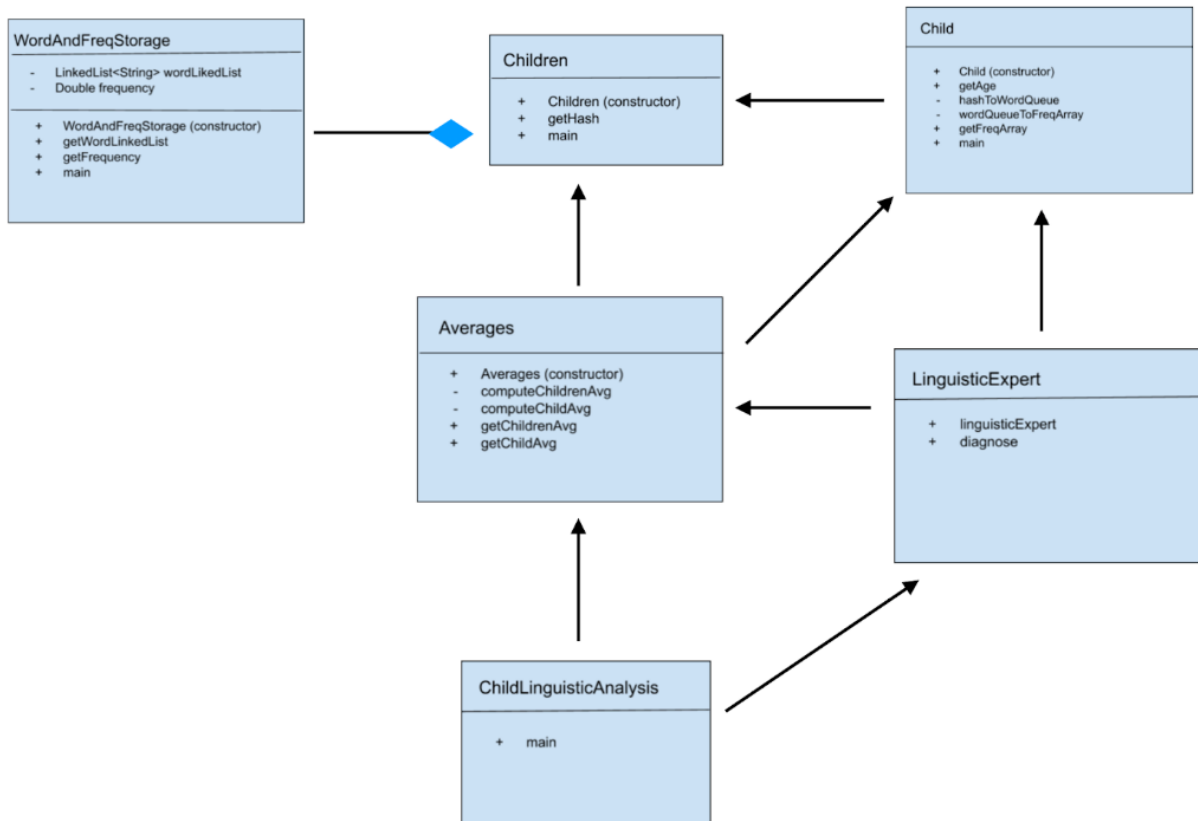 WordAndFreqStorage
- LinkedList<String> wordLikedList
- Double frequency
+ WordAndFreqStorage (constructor)
+ getWordLinkedList
+ getFrequency
+ main
Children
+ Children (constructor)
+ getHash
+ main
Child
+ Child (constructor)
+ getAge
- hashToWordQueue
- wordQueueToFreqArray
+ getFreqArray
+ main
Averages
+ Averages (constructor)
- computeChildrenAvg
- computeChildAvg
+ getChildrenAvg
+ getChildAvg
LinguisticExpert
+ linguisticExpert
+ diagnose
ChildLinguisticAnalysis
+ main